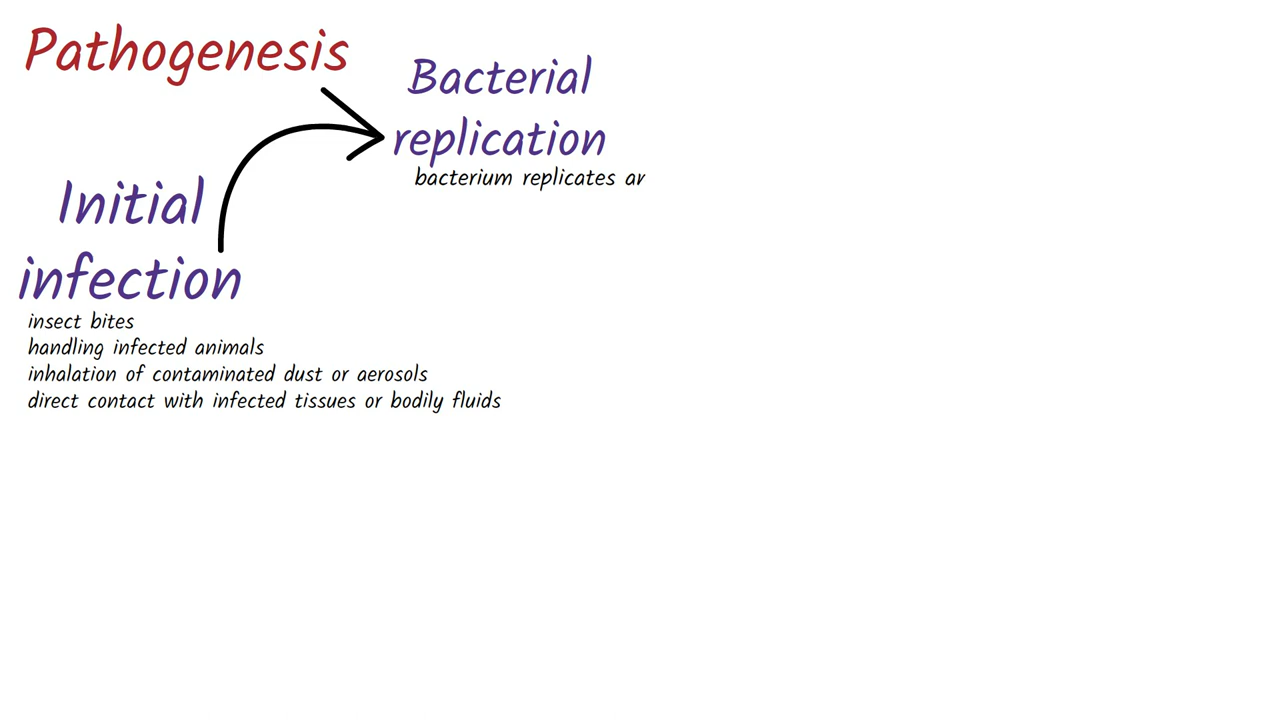 Pathogenesis
Initial
infection
insect bites
handling infected animals
inhalation of contaminated dust or aerosols
direct contact with infected tissues or bodily fluids
Bacterial
replication
bacterium replicates